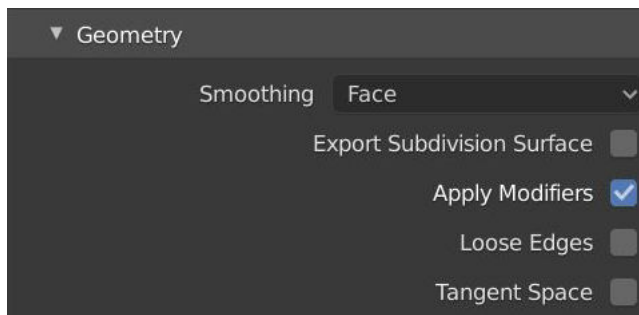 Geometry
Smoothing Face
Export Subdivision Surface
Apply Modifiers
Loose Edges
Tangent Space